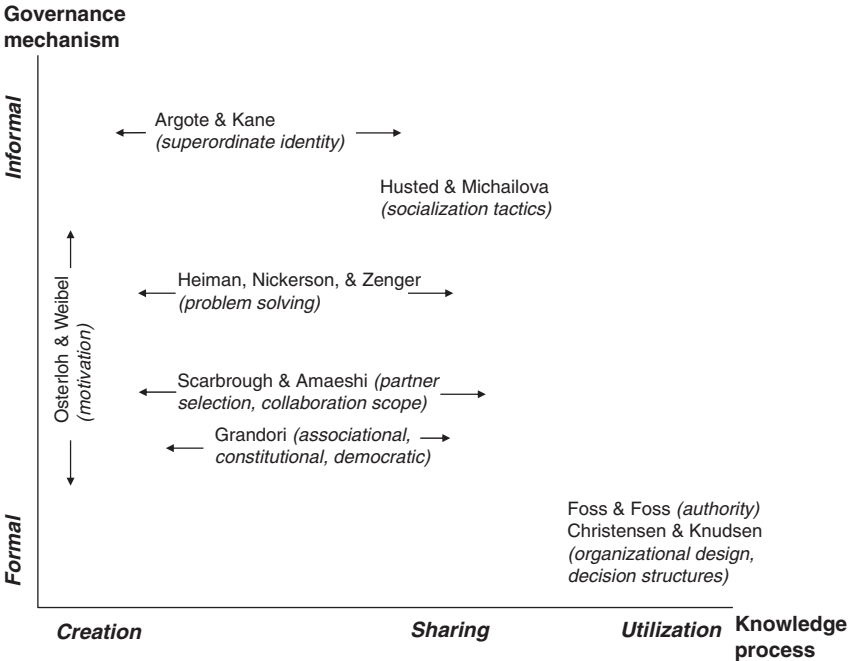 Governance
mechanism
Informal
Argote & Kane
(superordinate identity)
Husted & Michailova
(socialization tactics)
Osterloh & Weibel
(motivation)
Heiman, Nickerson, & Zenger
(problem solving)
Scarbrough & Amaeshi (partner
selection, collaboration scope)
Grandori (associational,
constitutional, democratic)
Formal
Foss & Foss (authority)
Christensen & Knudsen
(organizational design,
decision structures)
Creation
Sharing
Utilization
Knowledge
process